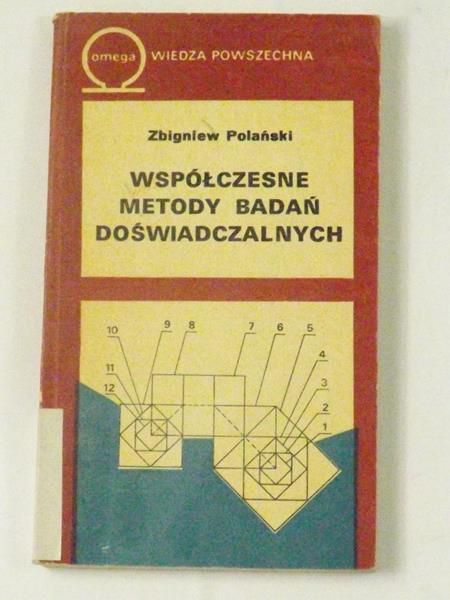 omega
WIEDZA POWSZECHNA
Zbigniew Polański
WSPÓŁCZESNE
METODY BADAŃ
DOŚWIADCZALNYCH
10 9 8 7 6 5
4
11 3
12 2
1